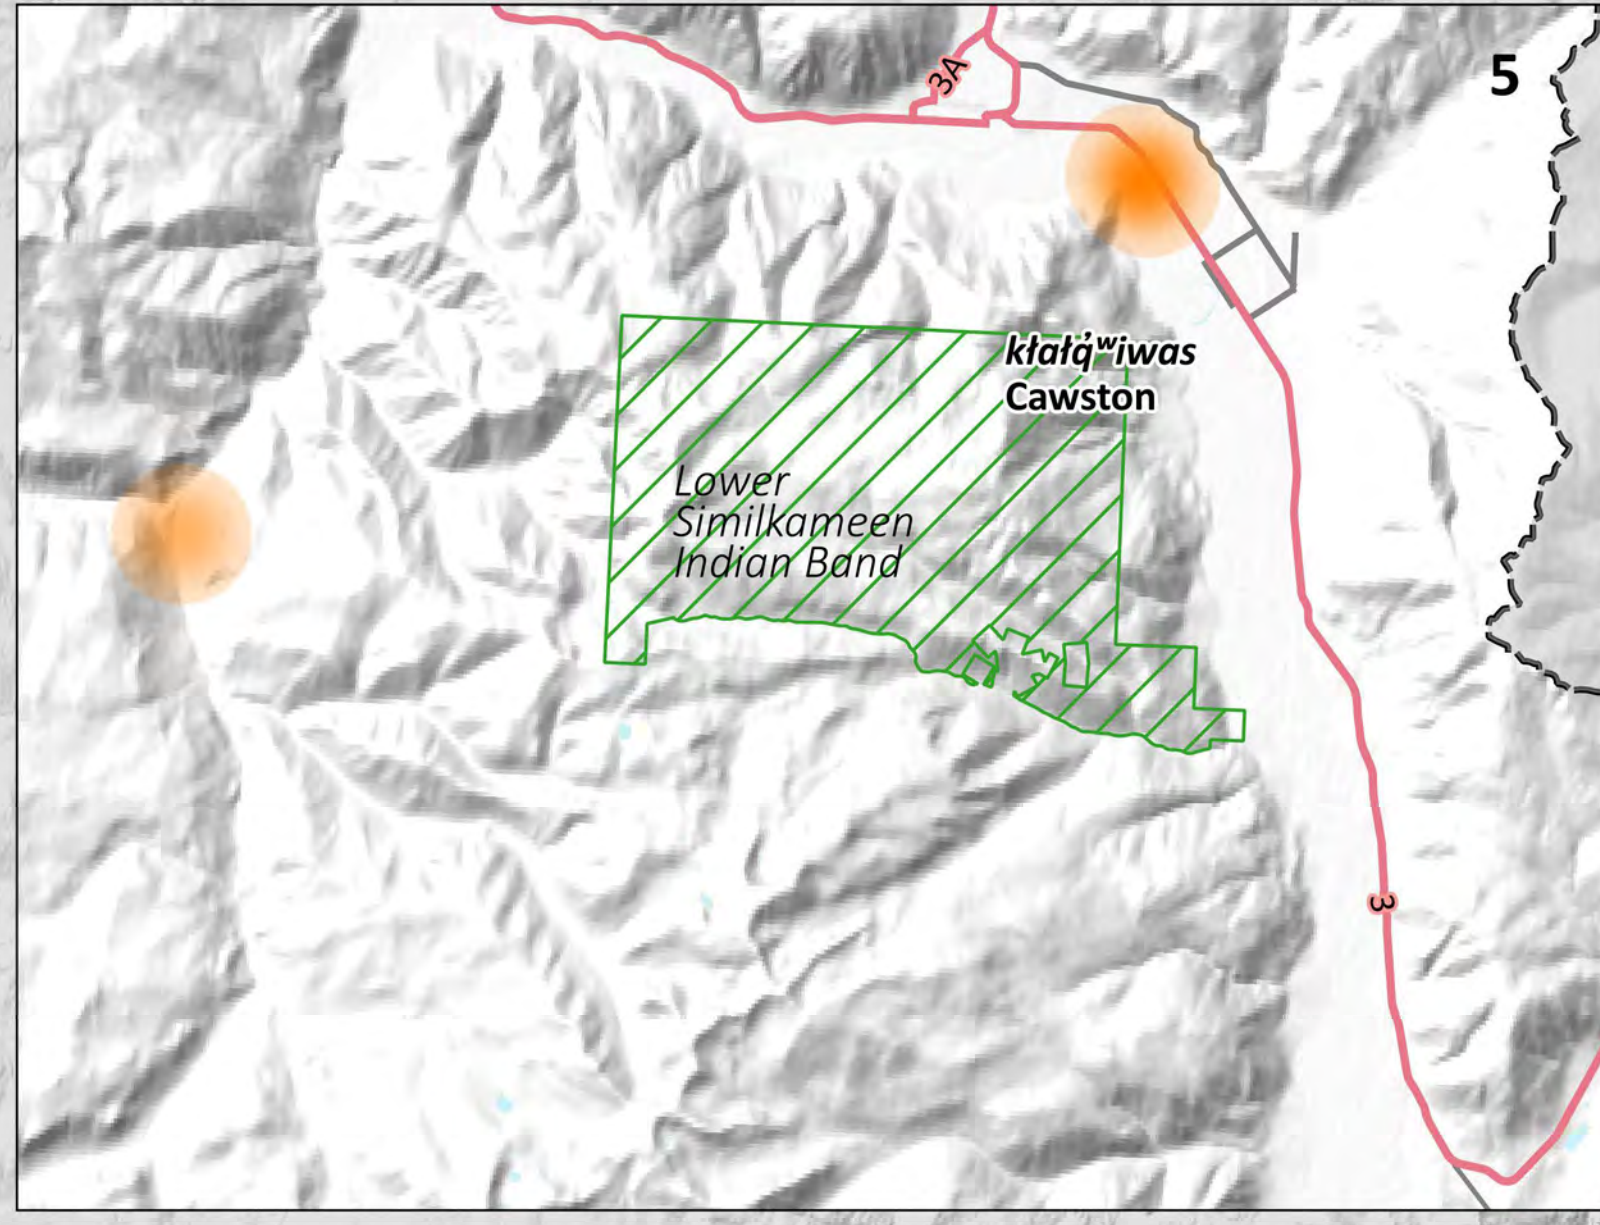 3A
5
kłałq̓ʷiwas
Cawston
Lower
Similkameen
Indian Band
3